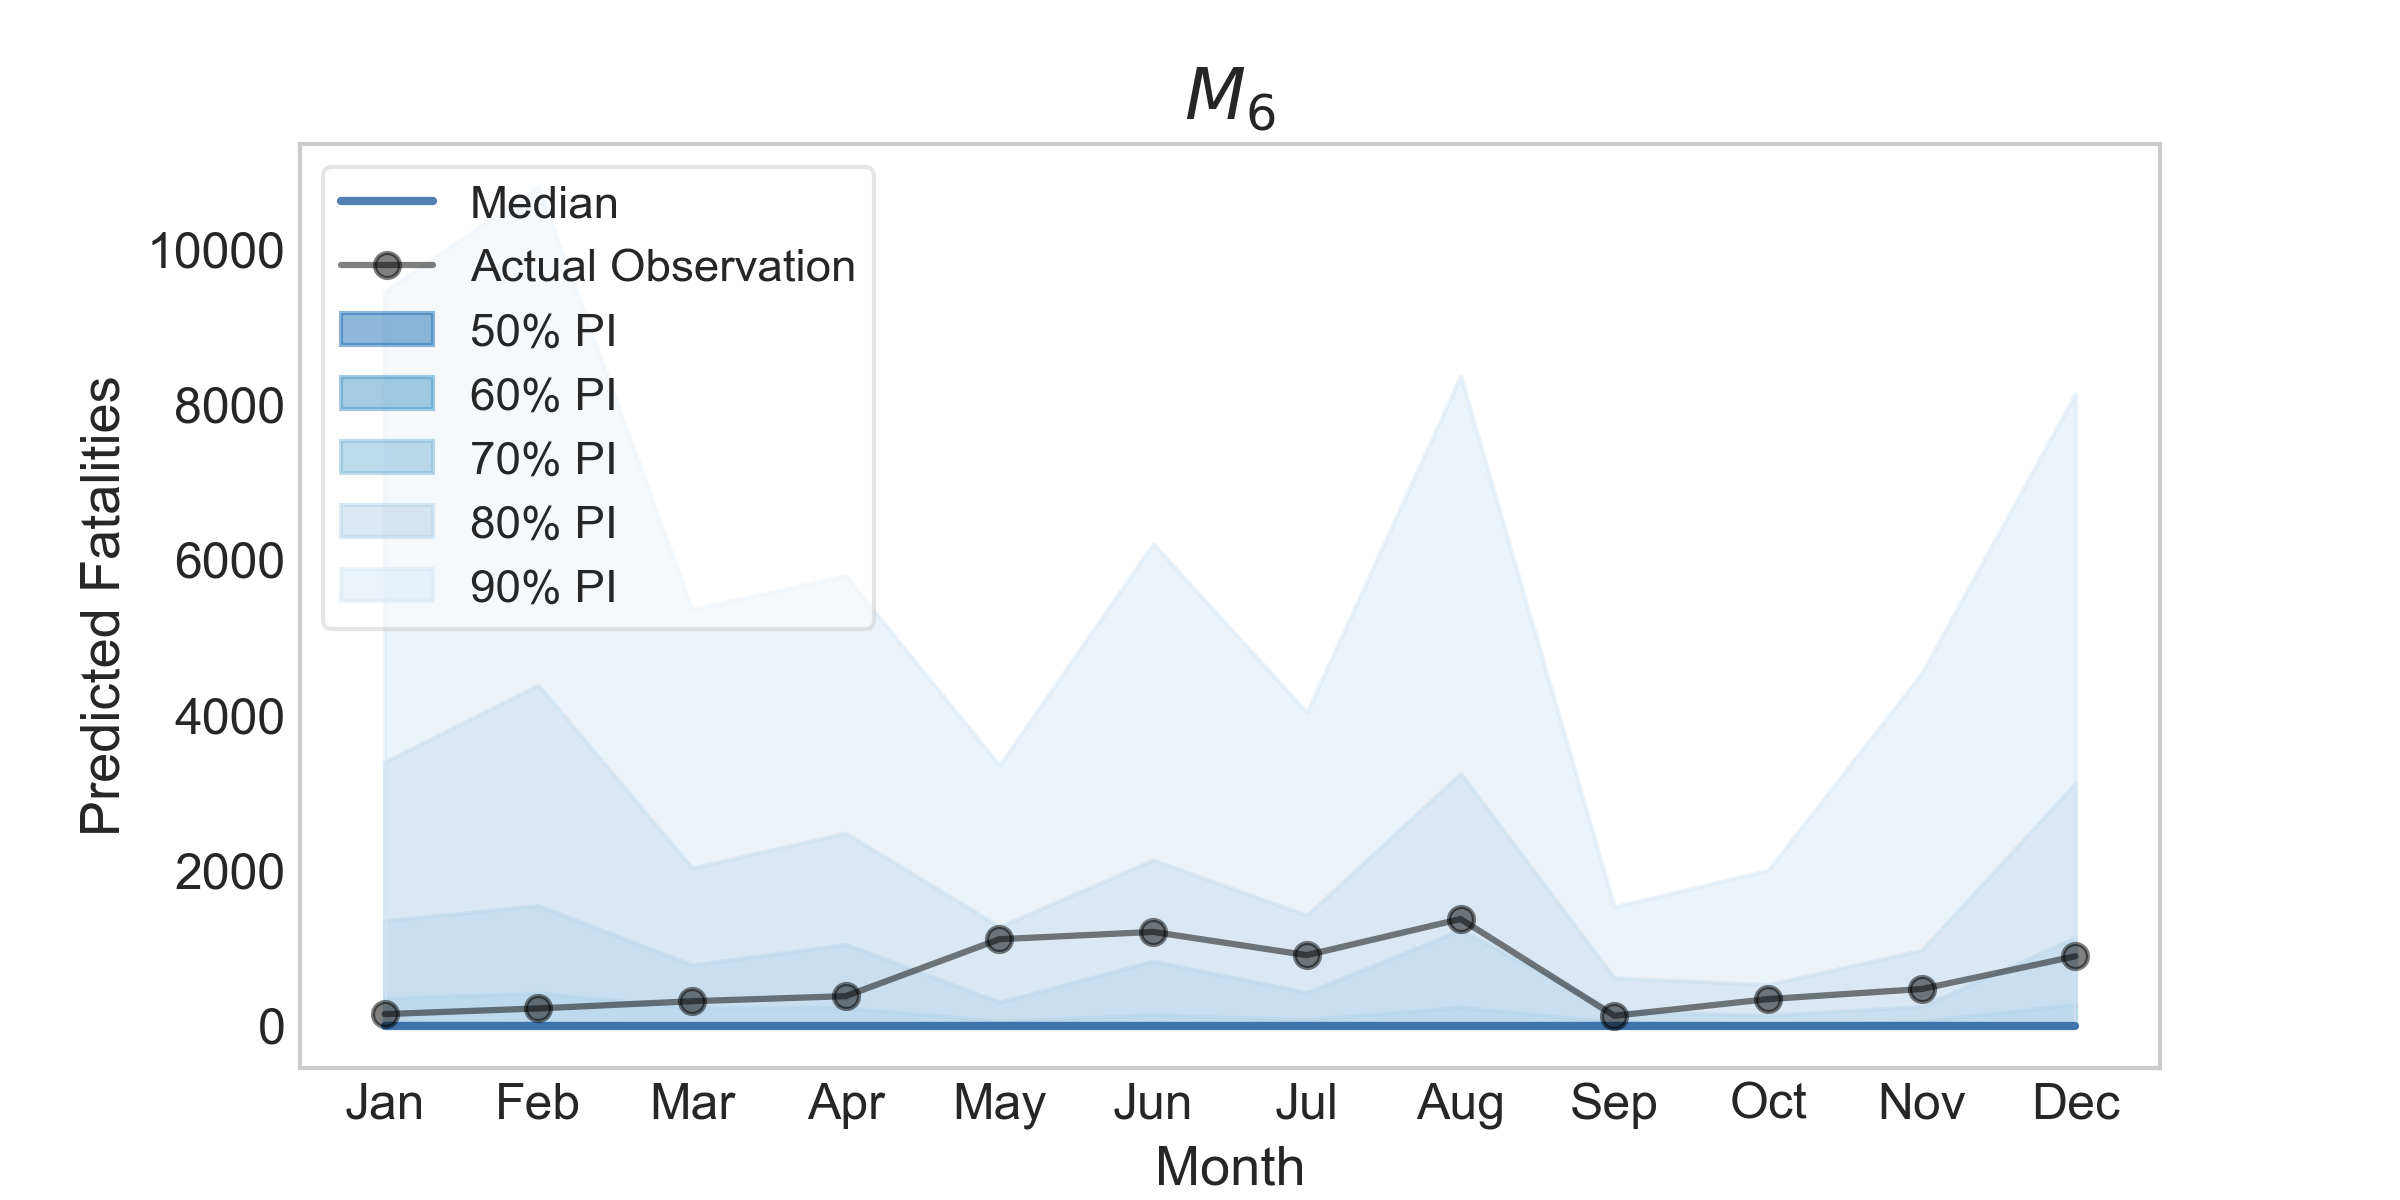 M6
Median
Actual Observation
50% PI
60% PI
70% PI
80% PI
90% PI
Predicted Fatalities
10000
8000
6000
4000
2000
0
Jan Feb Mar Apr May Jun Jul Aug Sep Oct Nov Dec
Month